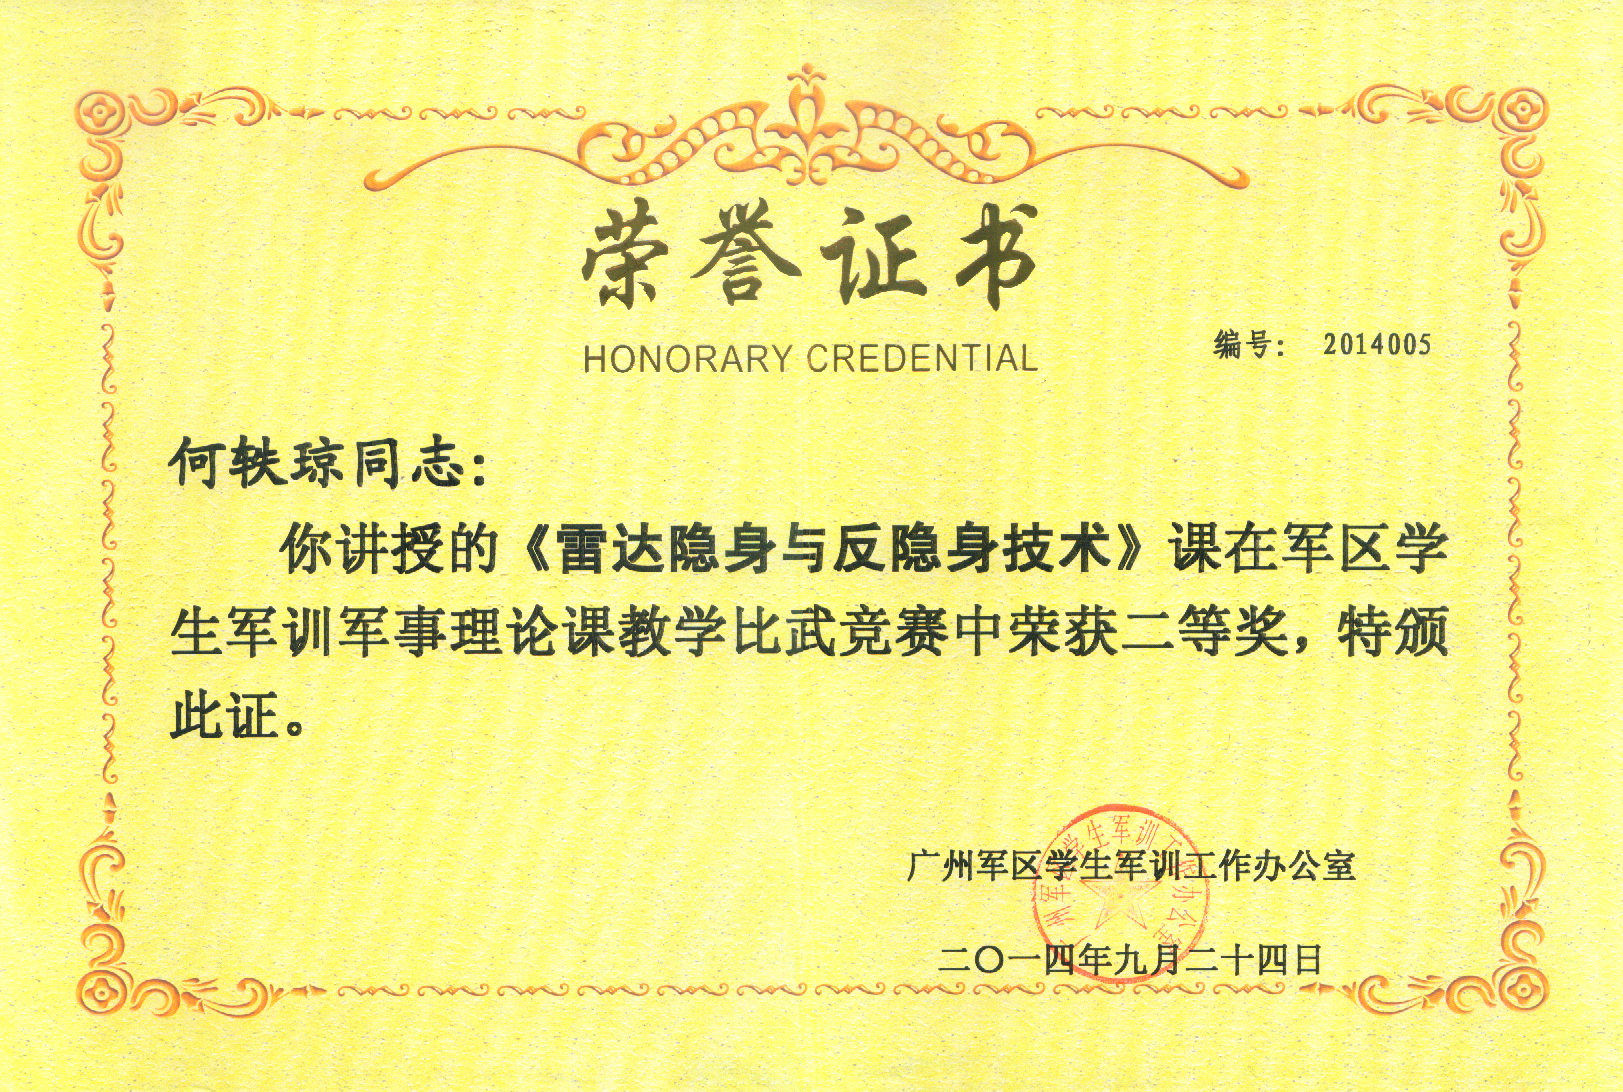 荣誉证书
HONORARY CREDENTIAL
编号： 2014005
何轶琼同志：
你讲授的《雷达隐身与反隐身技术》课在军区学
生军训军事理论课教学比武竞赛中荣获二等奖，特颁
此证。
广州军区学生军训工作办公室
二〇一四年九月二十四日
广州军区学生军训工作办公室